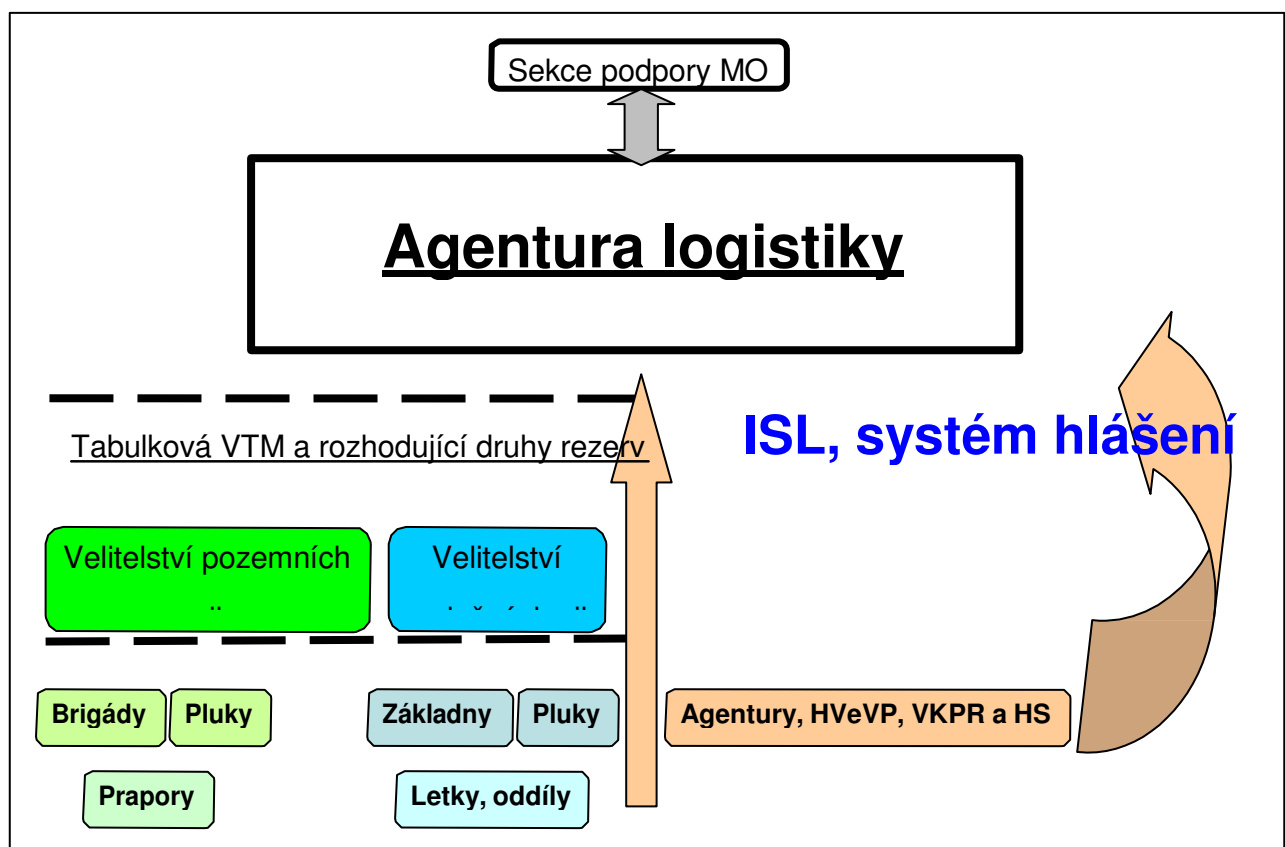 Sekce podpory MO
Agentura logistiky
ISL, systém hlášení
Tabulková VTM a rozhodující druhy rezerv
Velitelství pozemních
Velitelství
Brigády
Pluky
Základny
Pluky
Agentury, HVeVP, VKPR a HS
Prapory
Letky, oddíly